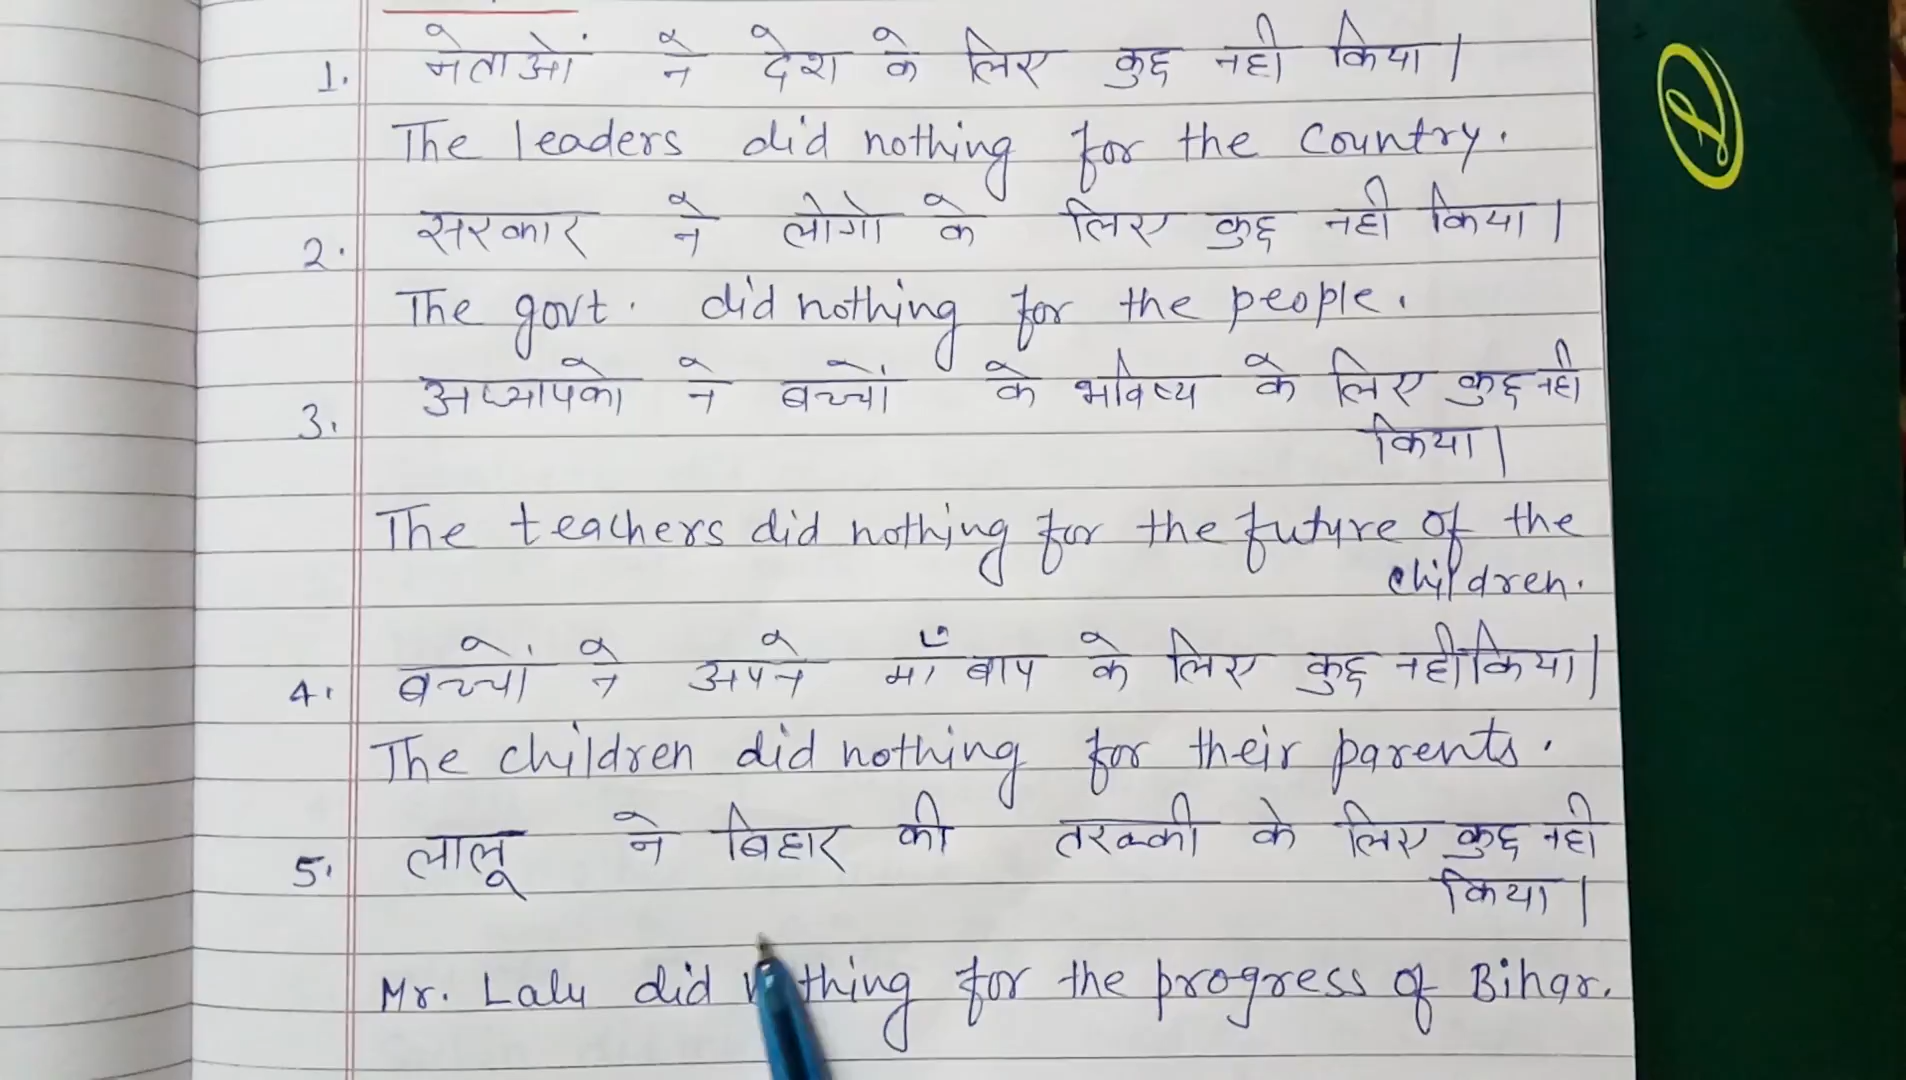 1. नेताओं ने देश के लिए कुछ नही किया।
The leaders did nothing for the country.
2. सरकार ने लोगो के लिए कुछ नही किया।
The govt. did nothing for the people.
3. अध्यापको ने बच्चों के भविष्य के लिए कुछ नही
किया।
The teachers did nothing for the future of the
children.
4. बच्चों ने अपने माँ बाप के लिए कुछ नही किया।
The children did nothing for their parents.
5. लालू ने बिहार की तरक्की के लिए कुछ नही
किया।
Mr. Lalu did nothing for the progress of Bihar.